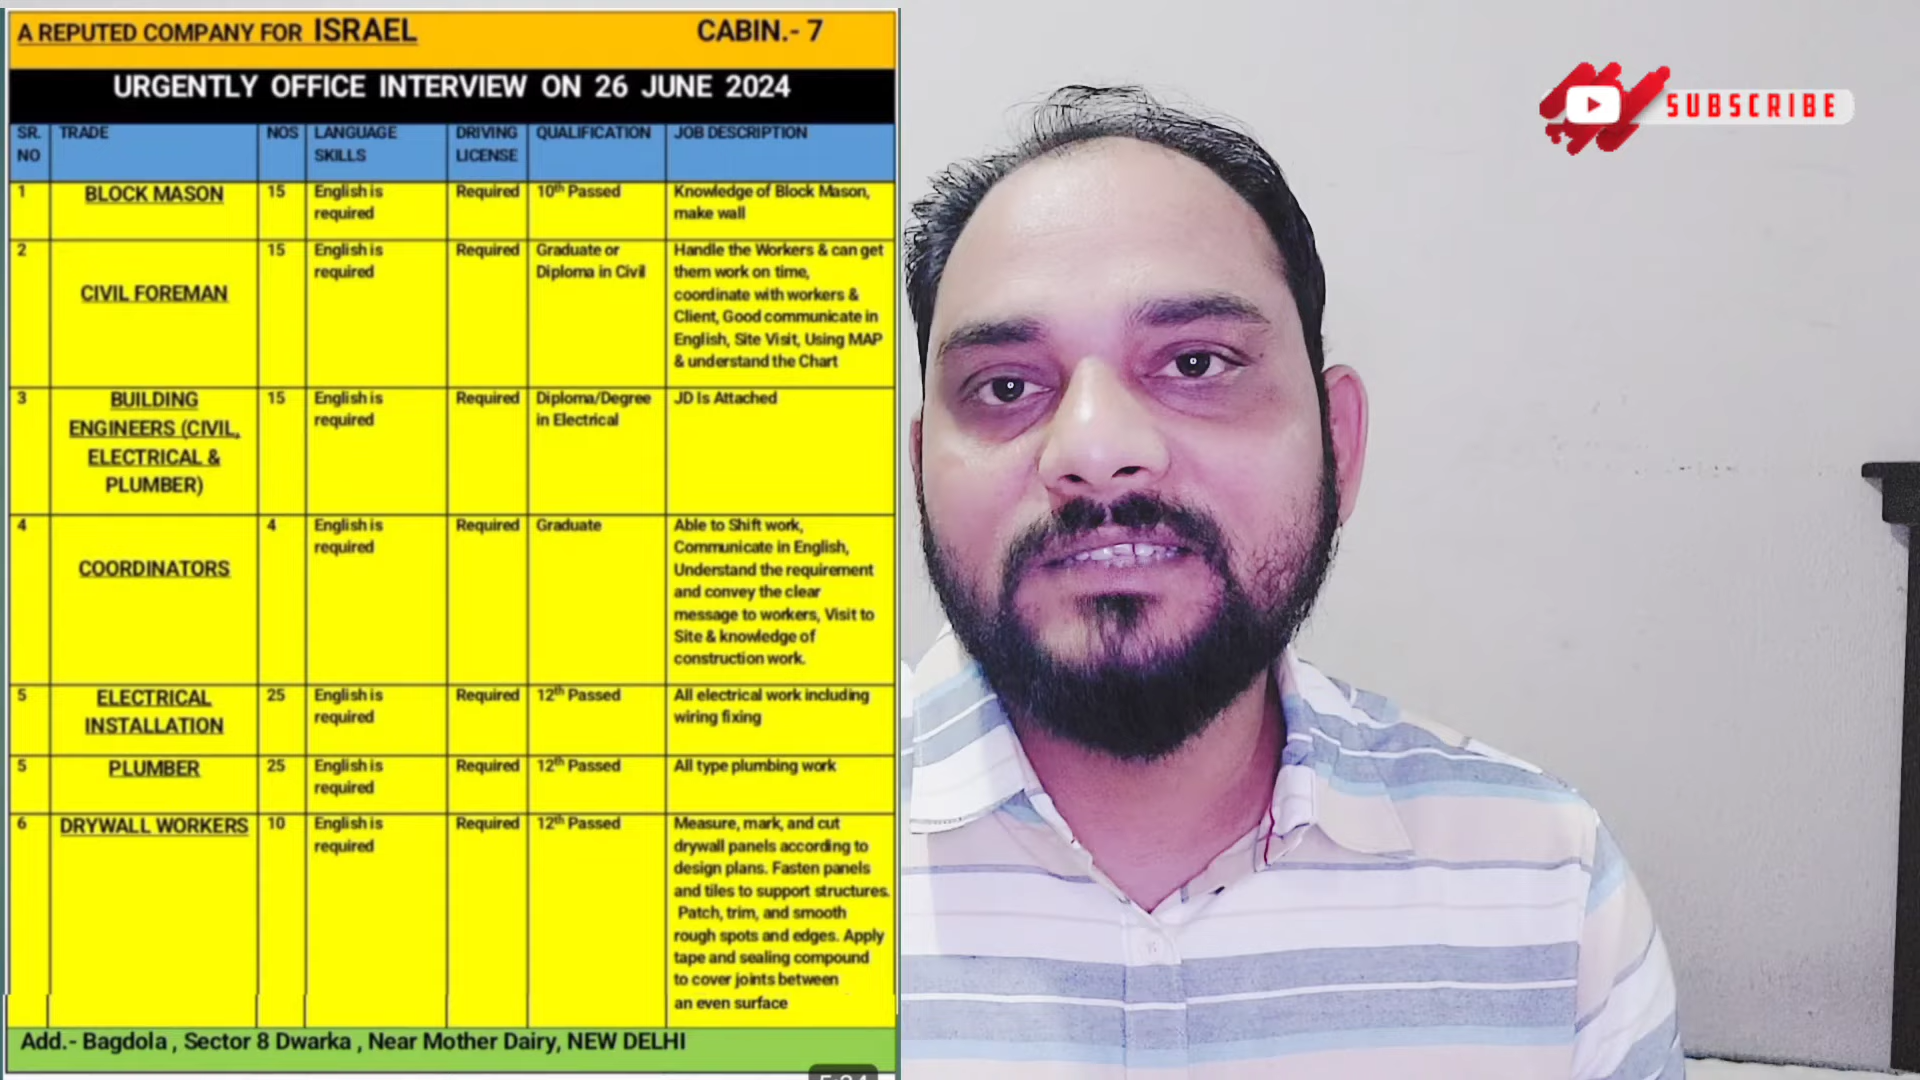 A REPUTED COMPANY FOR ISRAEL CABIN.- 7
URGENTLY OFFICE INTERVIEW ON 26 JUNE 2024
SR. NO TRADE NOS LANGUAGE SKILLS DRIVING LICENSE QUALIFICATION JOB DESCRIPTION
1 BLOCK MASON 15 English is required Required 10th Passed Knowledge of Block Mason,
make wall
2 CIVIL FOREMAN 15 English is required Required Graduate or Diploma in Civil Handle the Workers & can get
them work on time,
coordinate with workers &
Client, Good communicate in
English, Site Visit, Using MAP
& understand the Chart
3 BUILDING ENGINEERS (CIVIL, ELECTRICAL & PLUMBER) 15 English is required Required Diploma/Degree in Electrical JD Is Attached
4 COORDINATORS 4 English is required Required Graduate Able to Shift work,
Communicate in English,
Understand the requirement
and convey the clear
message to workers, Visit to
Site & knowledge of
construction work.
5 ELECTRICAL INSTALLATION 25 English is required Required 12th Passed All electrical work including
wiring fixing
5 PLUMBER 25 English is required Required 12th Passed All type plumbing work
6 DRYWALL WORKERS 10 English is required Required 12th Passed Measure, mark, and cut
drywall panels according to
design plans. Fasten panels
and tiles to support structures.
Patch, trim, and smooth
rough spots and edges. Apply
tape and sealing compound
to cover joints between
an even surface
Add.- Bagdola , Sector 8 Dwarka , Near Mother Dairy, NEW DELHI
SUBSCRIBE